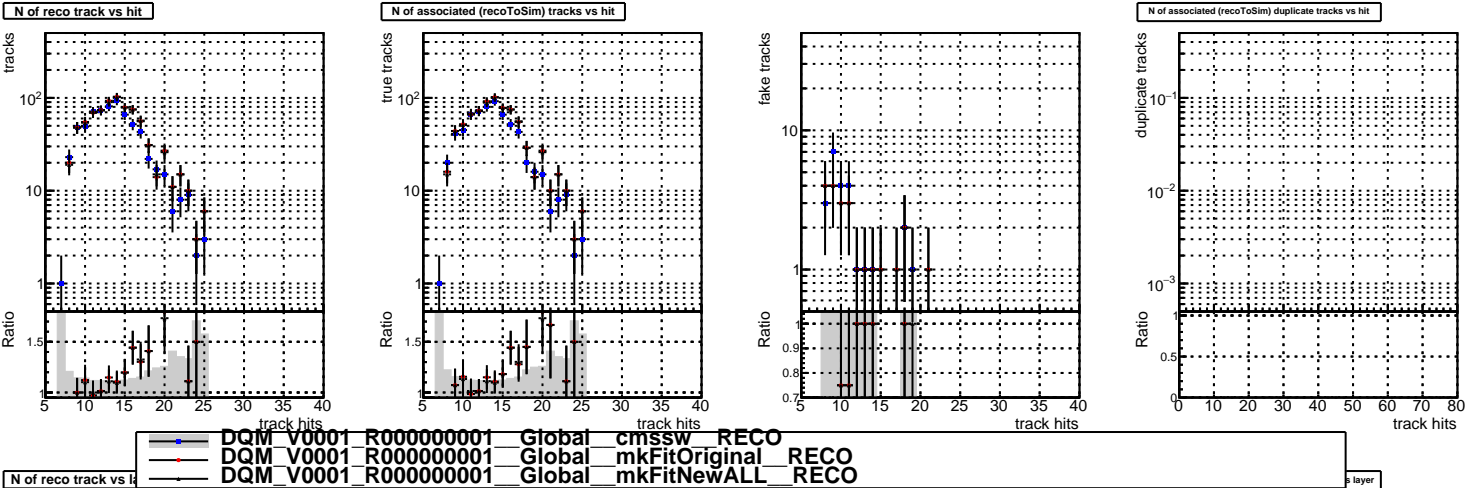 N of reco track vs hit
N of associated (recoToSim) tracks vs hit
N of associated (recoToSim) duplicate tracks vs hit
tracks
10²
10
1
Ratio
1.5
1
5 10 15 20 25 30 35 40
track hits
true tracks
10²
10
1
Ratio
1.5
1
5 10 15 20 25 30 35 40
track hits
fake tracks
10
1
Ratio
1
0.9
0.8
0.7
5 10 15 20 25 30 35 40
track hits
duplicate tracks
10⁻¹
10⁻²
10⁻³
Ratio
1
0.5
0
0 10 20 30 40 50 60 70 80
track hits
DQM_V0001_R000000001__Global__cmssw__RECO
DQM_V0001_R000000001__Global__mkFitOriginal__RECO
DQM_V0001_R000000001__Global__mkFitNewALL__RECO
N of reco track vs
layer